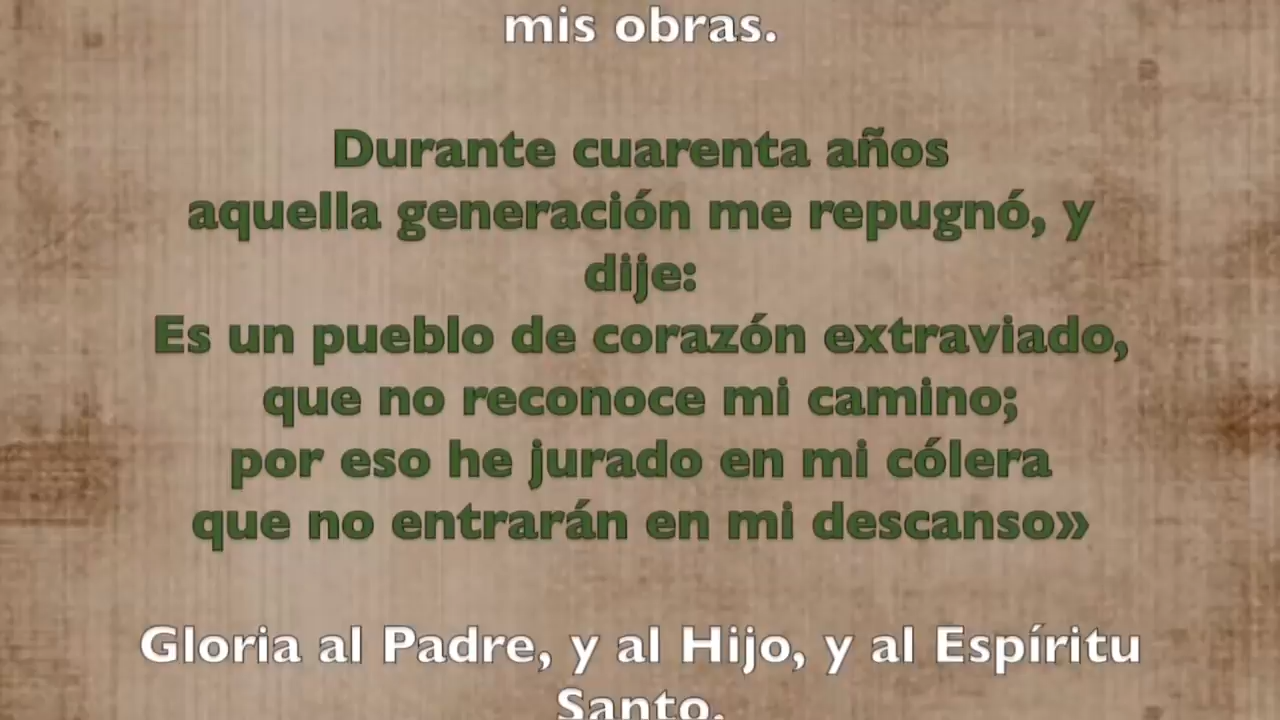 mis obras.
Durante cuarenta años
aquella generación me repugnó, y
dije:
Es un pueblo de corazón extraviado,
que no reconoce mi camino;
por eso he jurado en mi cólera
que no entrarán en mi descanso»
Gloria al Padre, y al Hijo, y al Espíritu
Santo.